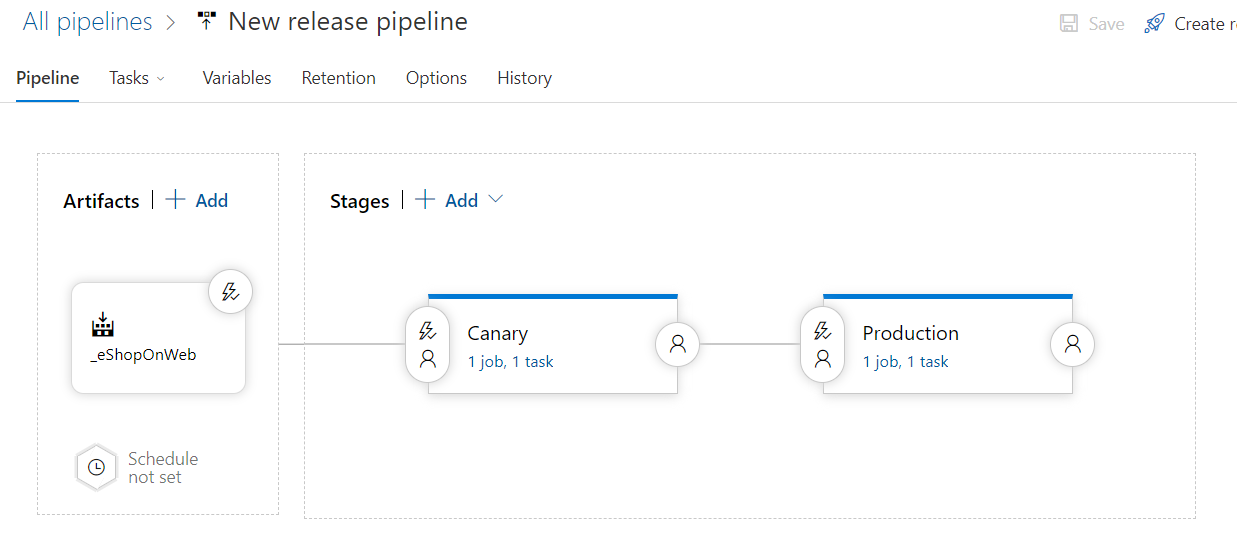 All pipelines > New release pipeline
Save Create
Pipeline Tasks Variables Retention Options History
Artifacts | + Add
Stages | + Add
_eShopOnWeb
Canary
1 job, 1 task
Production
1 job, 1 task
Schedule
not set